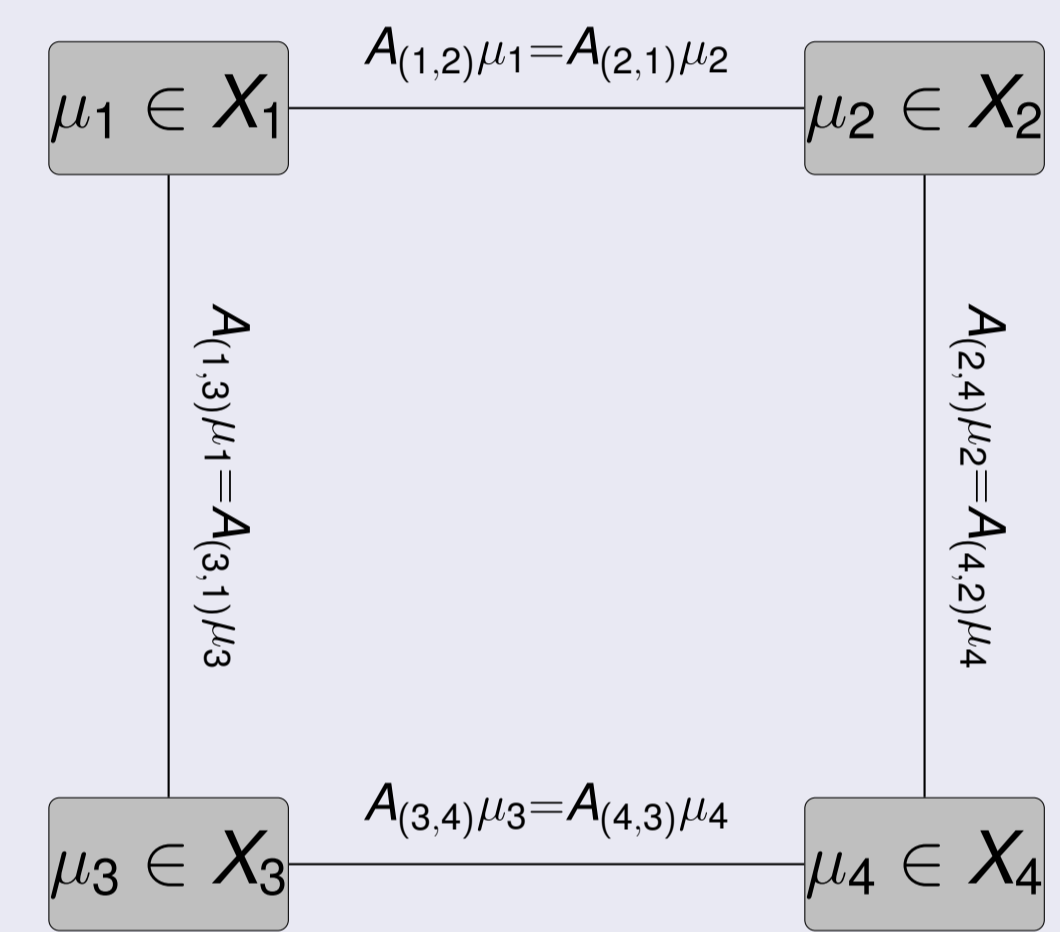 A(1,2)μ1=A(2,1)μ2
μ1 ∈ X1
μ2 ∈ X2
A(1,3)μ1=A(3,1)μ3
A(2,4)μ2=A(4,2)μ4
A(3,4)μ3=A(4,3)μ4
μ3 ∈ X3
μ4 ∈ X4